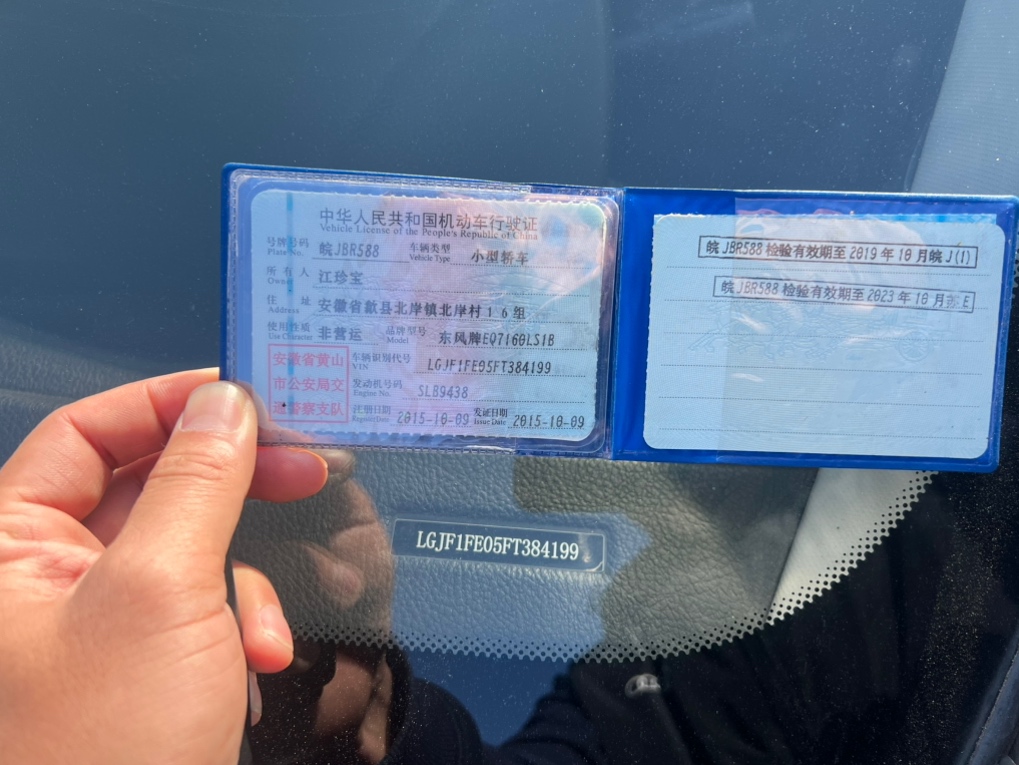 中华人民共和国机动车行驶证
Vehicle License of the People's Republic of China
号牌号码 皖JBR588 车辆类型 小型轿车
Plate No. Vehicle Type
所有人 江珍宝
Owner
住址 安徽省歙县北岸镇北岸村16组
Address
使用性质 非营运 品牌型号 东风牌EQ7160LS1B
Use Character Model
安徽省黄山
市公安局交
通警察支队
车辆识别代号 LGJF1FE05FT384199
VIN
发动机号码 SLB9438
Engine No.
注册日期 2015-10-09 发证日期 2015-10-09
Register Date Issue Date
皖JBR588检验有效期至2019年10月皖J(1)
皖JBR588检验有效期至2023年10月苏E
LGJF1FE05FT384199